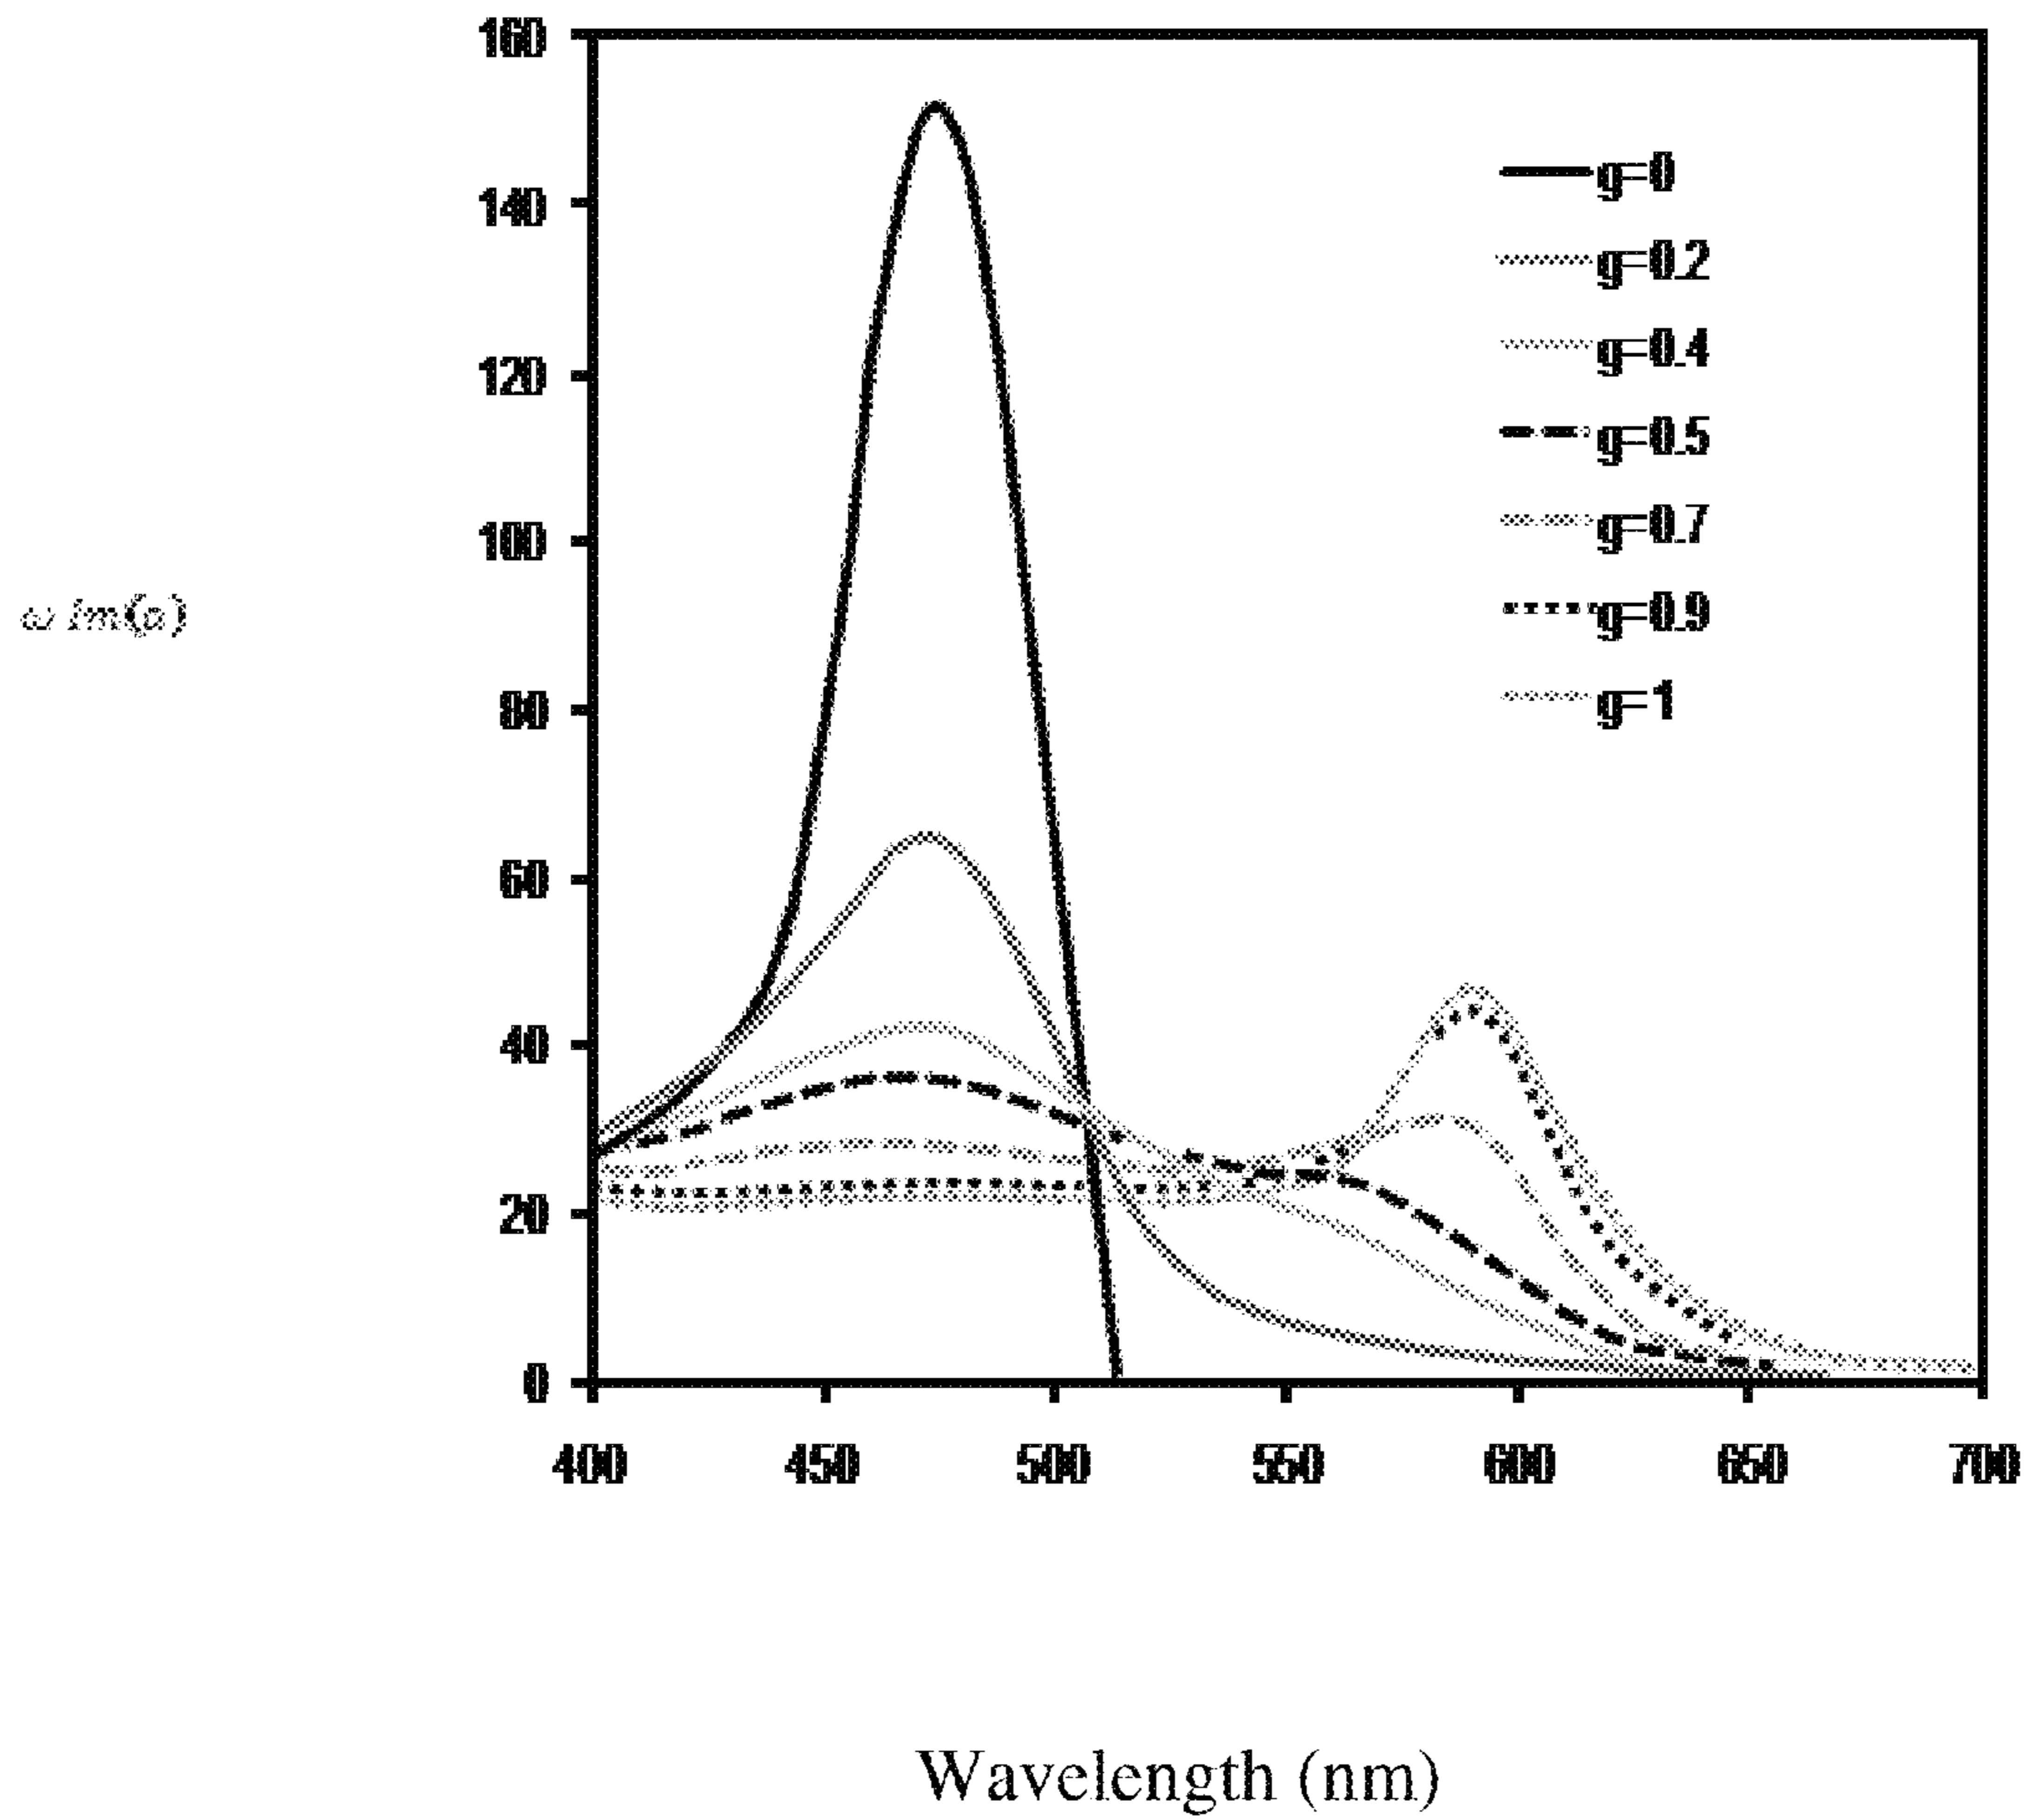 160
140
120
100
80
60
40
20
0
ω Im(α)
g=0
g=0.2
g=0.4
g=0.5
g=0.7
g=0.9
g=1
400 450 500 550 600 650 700
Wavelength (nm)